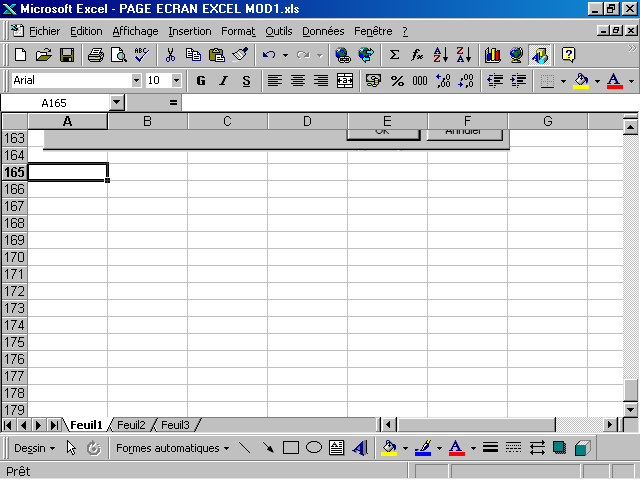 Microsoft Excel - PAGE ECRAN EXCEL MOD1.xls
Fichier Edition Affichage Insertion Format Outils Données Fenêtre ?
Σ fx A Z Z A ?
Arial 10 G I S % 000 A
A165 =
A B C D E F G
163 OK Annuler
164
165
166
167
168
169
170
171
172
173
174
175
176
177
178
179
Feuil1 Feuil2 Feuil3
Dessin Formes automatiques A A
Prêt